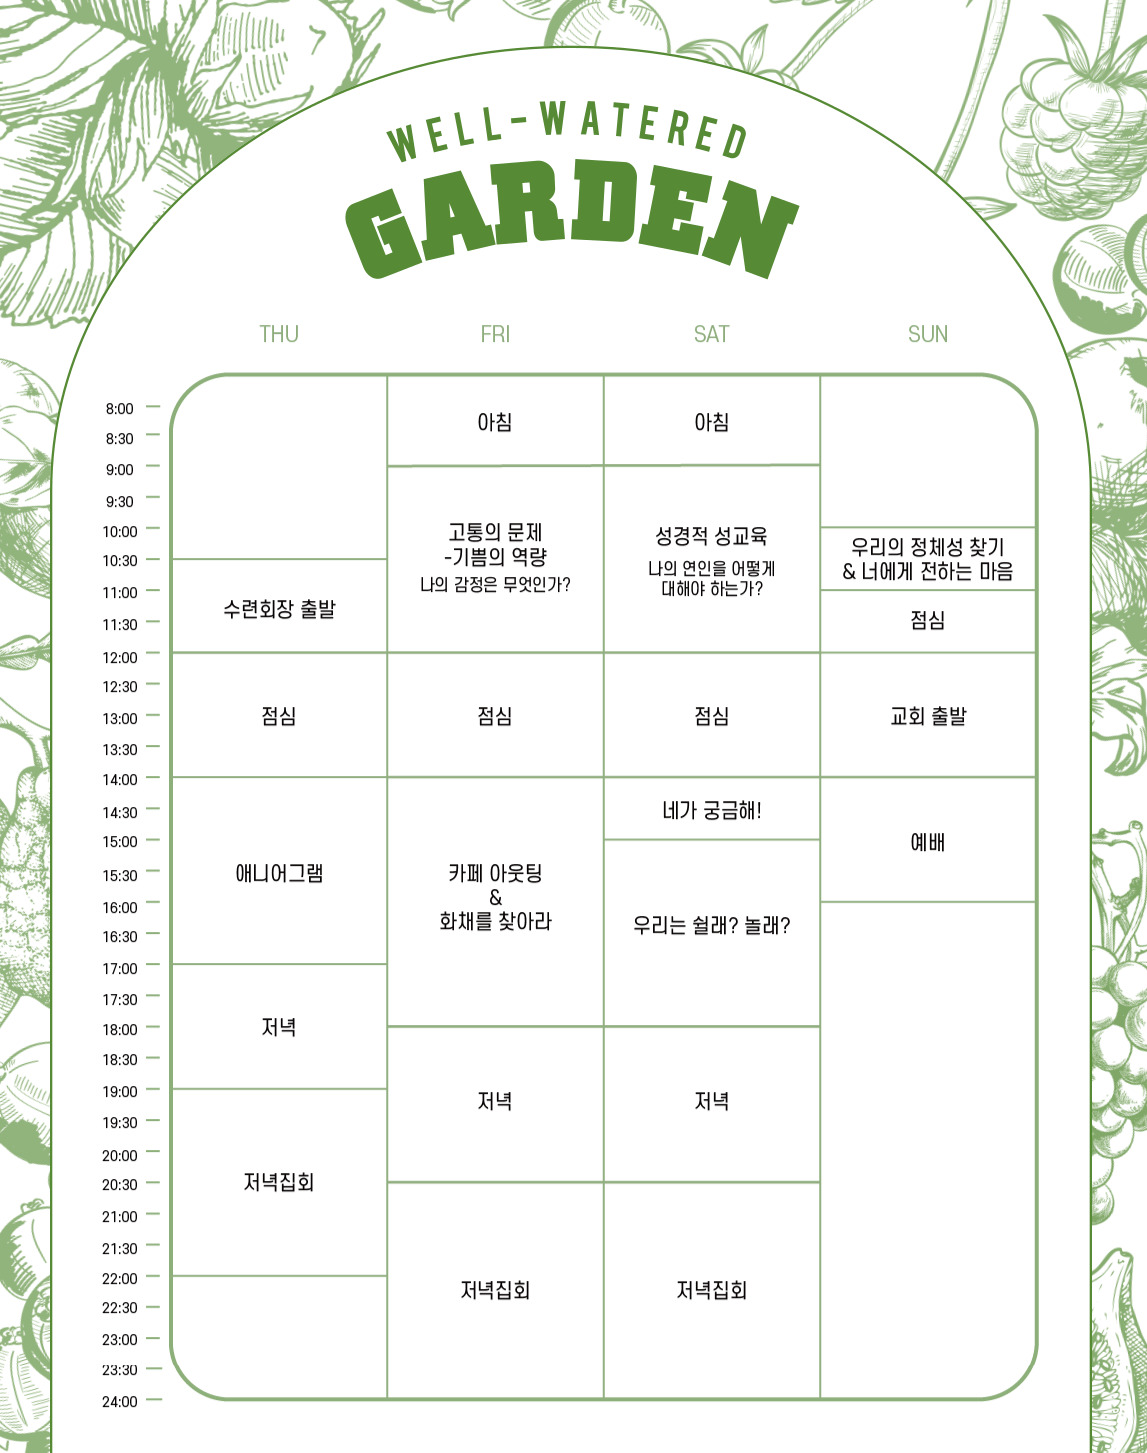 WELL-WATERED
GARDEN
THU FRI SAT SUN
8:00
8:30
9:00
9:30
10:00
10:30
11:00
11:30
12:00
12:30
13:00
13:30
14:00
14:30
15:00
15:30
16:00
16:30
17:00
17:30
18:00
18:30
19:00
19:30
20:00
20:30
21:00
21:30
22:00
22:30
23:00
23:30
24:00
수련회장 출발
점심
애니어그램
저녁
저녁집회
아침
고통의 문제
-기쁨의 역량
나의 감정은 무엇인가?
점심
카페 아웃팅
&
화채를 찾아라
저녁
저녁집회
아침
성경적 성교육
나의 연인을 어떻게
대해야 하는가?
점심
네가 궁금해!
우리는 쉴래? 놀래?
저녁
저녁집회
우리의 정체성 찾기
& 너에게 전하는 마음
점심
교회 출발
예배